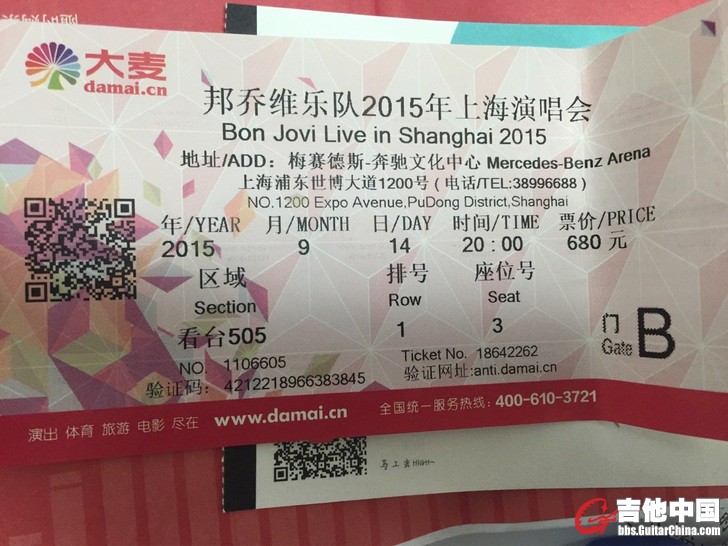 大麦
damai.cn
邦乔维乐队2015年上海演唱会
Bon Jovi Live in Shanghai 2015
地址/ADD：梅赛德斯-奔驰文化中心 Mercedes-Benz Arena
上海浦东世博大道1200号（电话/TEL:38996688）
NO.1200 Expo Avenue,PuDong District,Shanghai
年/YEAR 月/MONTH 日/DAY 时间/TIME 票价/PRICE
2015 9 14 20:00 680 元
区域 排号 座位号
Section Row Seat
看台505 1 3
门
Gate B
NO. 1106605 Ticket No. 18642262
验证码: 4212218966383845 验证网址:anti.damai.cn
演出 体育 旅游 电影 尽在 www.damai.cn 全国统一服务热线: 400-610-3721
吉他中国
bbs.GuitarChina.com